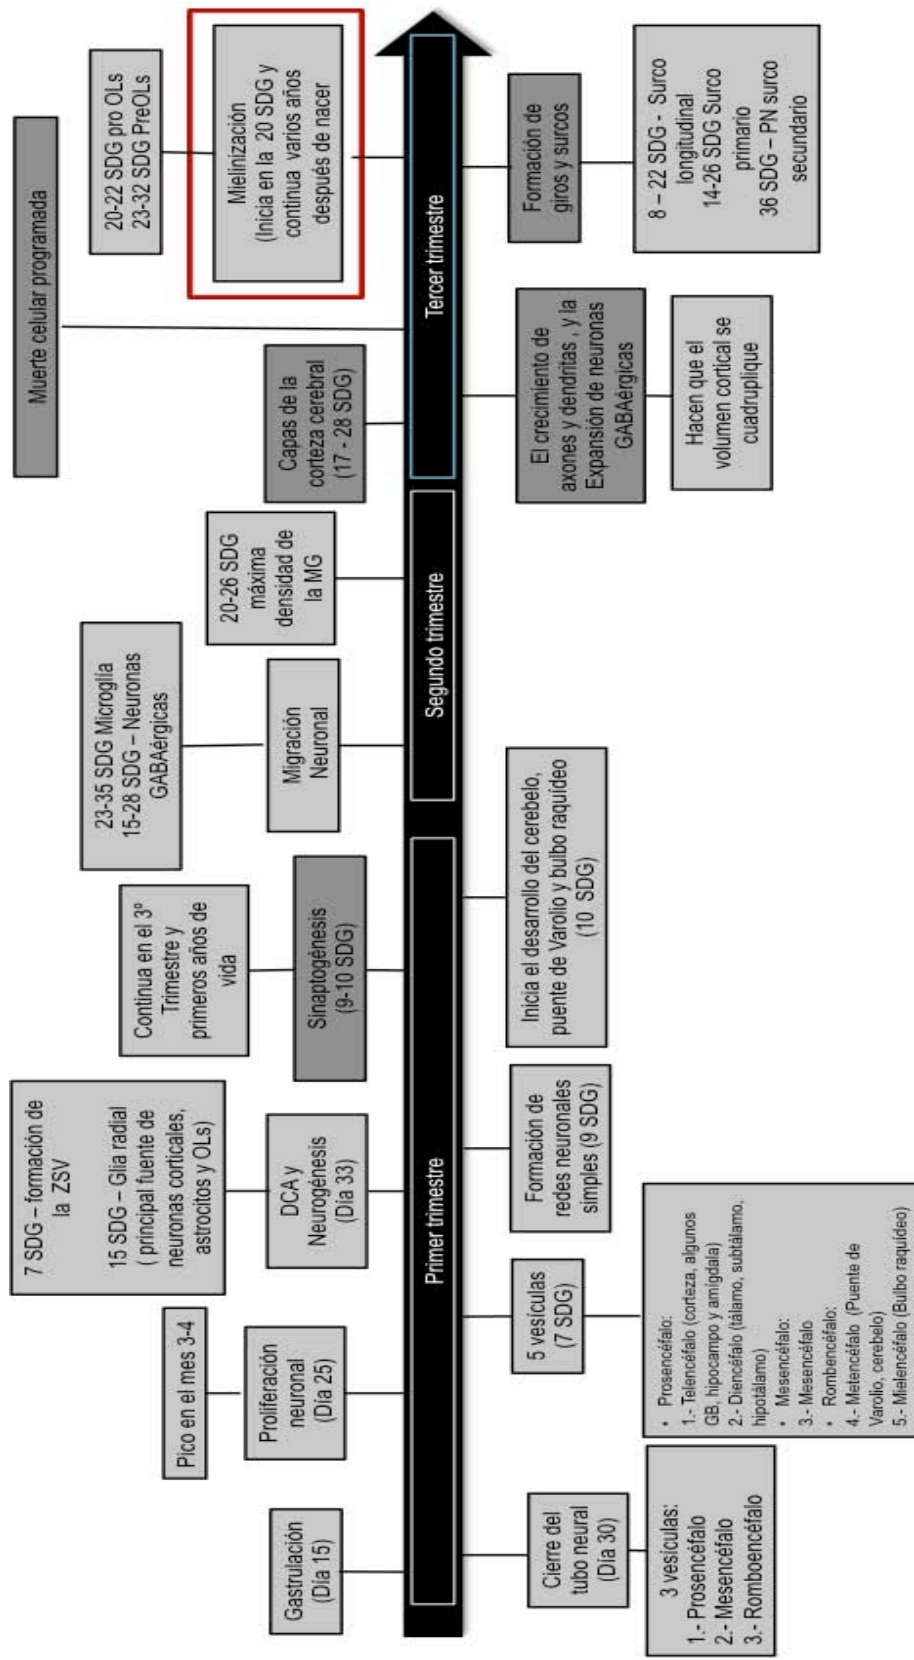 Muerte celular programada
20-22 SDG pro OLs
23-32 SDG PreOLs
Mielinización
(Inicia en la 20 SDG y
continua varios años
después de nacer
Capas de la
corteza cerebral
(17 - 28 SDG)
20-26 SDG
máxima
densidad de
la MG
23-35 SDG Microglía
15-28 SDG – Neuronas
GABAérgicas
Migración
Neuronal
Continua en el 3º
Trimestre y
primeros años de
vida
Sinaptogénesis
(9-10 SDG)
7 SDG – formación de
la ZSV
15 SDG – Glia radial
( principal fuente de
neuronas corticales,
astrocitos y OLs)
DCA y
Neurogénesis
(Día 33)
Pico en el mes 3-4
Proliferación
neuronal
(Día 25)
Gastrulación
(Día 15)
Primer trimestre
Segundo trimestre
Tercer trimestre
Cierre del
tubo neural
(Día 30)
3 vesículas:
1.- Prosencéfalo
2.- Mesencéfalo
3.- Romboencéfalo
5 vesículas
(7 SDG)
• Prosencéfalo:
1.- Telencéfalo (corteza, algunos
GB, hipocampo y amígdala)
2.- Diencéfalo (tálamo, subtálamo,
hipotálamo)
• Mesencéfalo:
3.- Mesencéfalo
• Rombencéfalo:
4.- Metencéfalo (Puente de
Varolio, cerebelo)
5.- Mielencéfalo (Bulbo raquídeo)
Formación de
redes neuronales
simples (9 SDG)
Inicia el desarrollo del cerebelo,
puente de Varolio y bulbo raquídeo
(10 SDG)
El crecimiento de
axones y dendritas , y la
Expansión de neuronas
GABAérgicas
Hacen que el
volumen cortical se
cuadruplique
Formación de
giros y surcos
8 – 22 SDG - Surco
longitudinal
14-26 SDG Surco
primario
36 SDG – PN surco
secundario